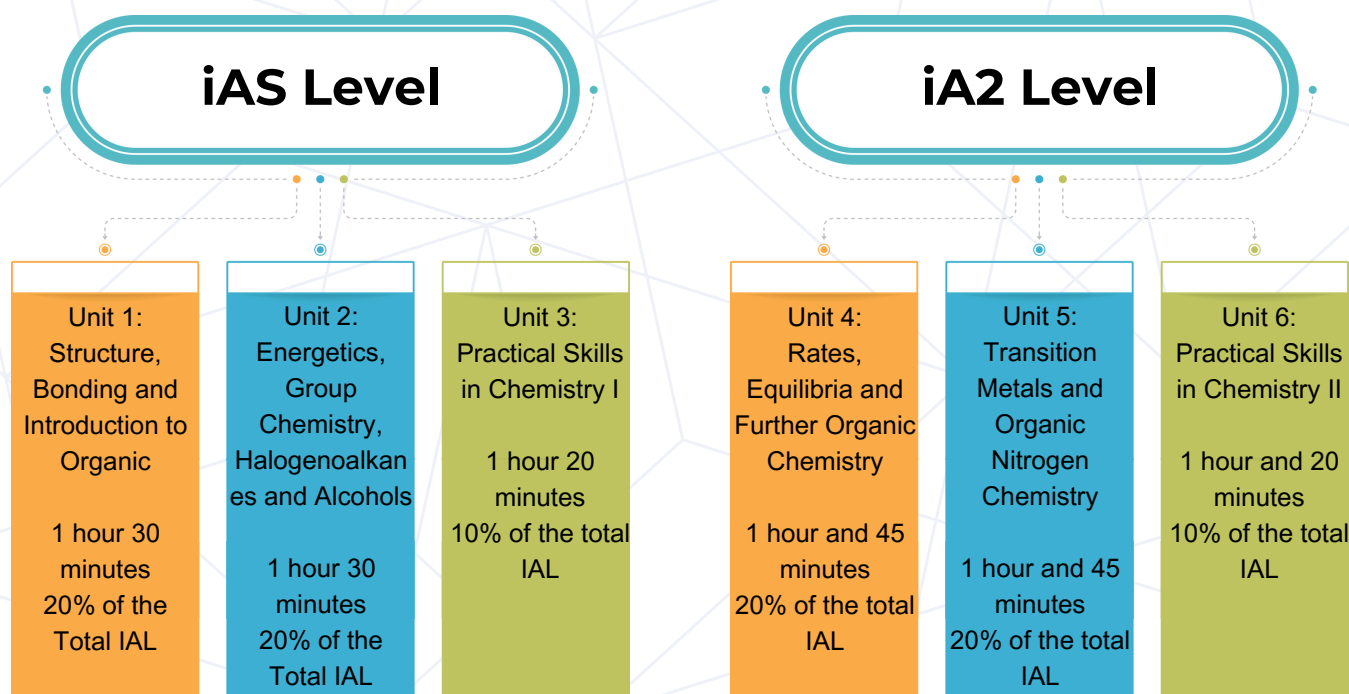 iAS Level
Unit 1:
Structure,
Bonding and
Introduction to
Organic
1 hour 30
minutes
20% of the
Total IAL
Unit 2:
Energetics,
Group
Chemistry,
Halogenoalkan
es and Alcohols
1 hour 30
minutes
20% of the
Total IAL
Unit 3:
Practical Skills
in Chemistry I
1 hour 20
minutes
10% of the total
IAL
iA2 Level
Unit 4:
Rates,
Equilibria and
Further Organic
Chemistry
1 hour and 45
minutes
20% of the total
IAL
Unit 5:
Transition
Metals and
Organic
Nitrogen
Chemistry
1 hour and 45
minutes
20% of the total
IAL
Unit 6:
Practical Skills
in Chemistry II
1 hour and 20
minutes
10% of the total
IAL